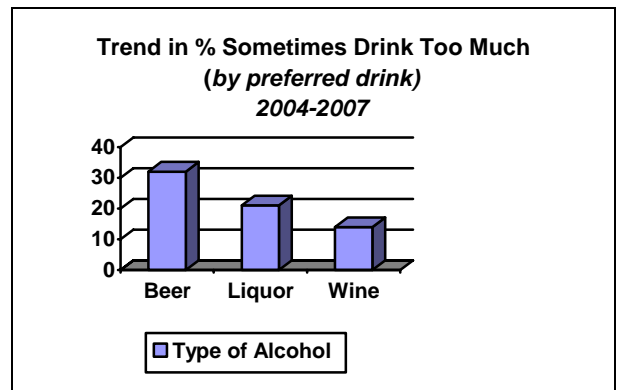 Trend in % Sometimes Drink Too Much
(by preferred drink)
2004-2007
40
30
20
10
0
Beer Liquor Wine
Type of Alcohol